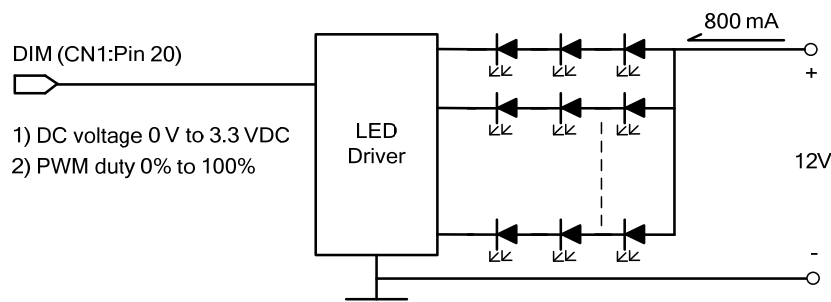 800 mA
DIM (CN1:Pin 20)
+
1) DC voltage 0 V to 3.3 VDC
2) PWM duty 0% to 100%
LED
Driver
12V
-